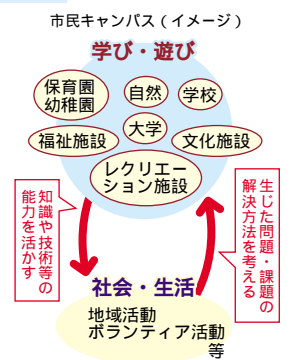 市民キャンパス（イメージ）
学び・遊び
保育園
幼稚園
自然
学校
大学
福祉施設
文化施設
レクリエー
ション施設
知識や技術等の
能力を活かす
生じた問題・課題の
解決方法を考える
社会・生活
地域活動
ボランティア活動
等